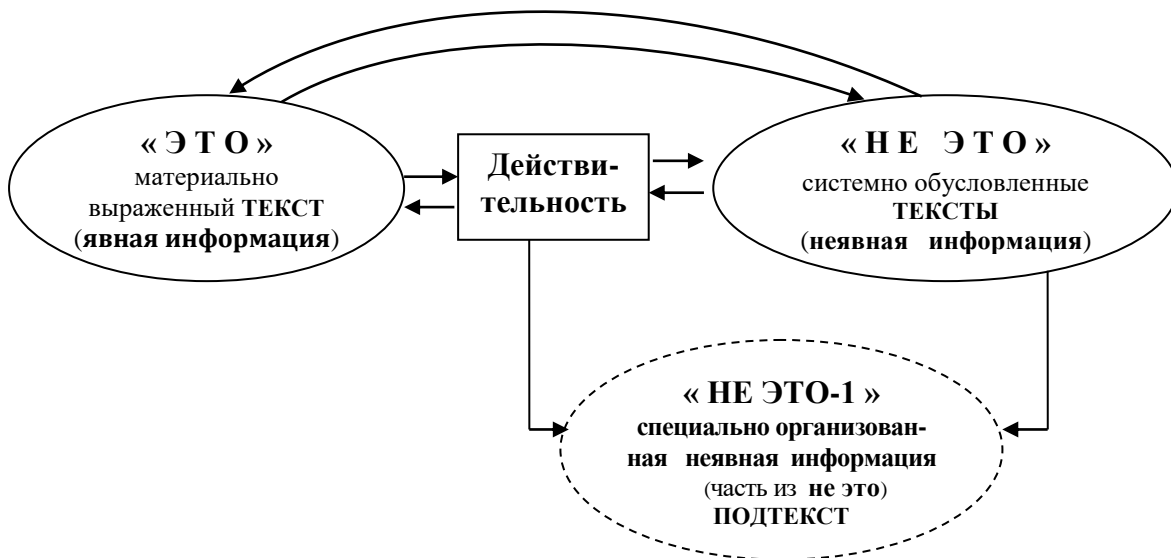 « Э Т О »
материально
выраженный ТЕКСТ
(явная информация)
Действи-
тельность
« Н Е Э Т О »
системно обусловленные
ТЕКСТЫ
(неявная информация)
« НЕ ЭТО-1 »
специально организован-
ная неявная информация
(часть из не это)
ПОДТЕКСТ